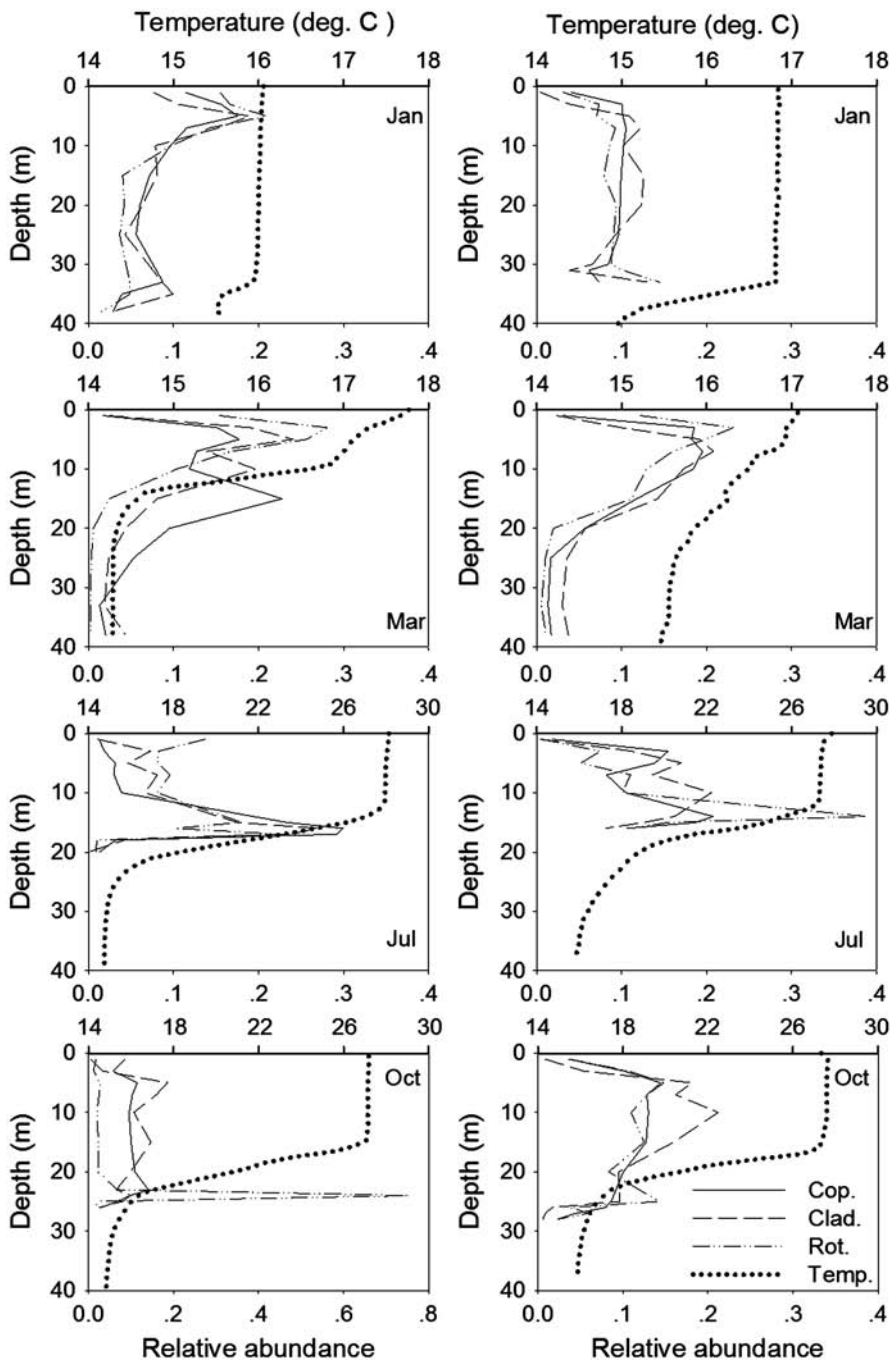 Temperature (deg. C )
Temperature (deg. C)
14 15 16 17 18
14 15 16 17 18
0
10
20
30
40
Depth (m)
Jan
0.0 .1 .2 .3 .4
0
10
20
30
40
Depth (m)
Jan
0.0 .1 .2 .3 .4
14 15 16 17 18
14 15 16 17 18
0
10
20
30
40
Depth (m)
Mar
0.0 .1 .2 .3 .4
0
10
20
30
40
Depth (m)
Mar
0.0 .1 .2 .3 .4
14 18 22 26 30
14 18 22 26 30
0
10
20
30
40
Depth (m)
Jul
0.0 .1 .2 .3 .4
0
10
20
30
40
Depth (m)
Jul
0.0 .1 .2 .3 .4
14 18 22 26 30
14 18 22 26 30
0
10
20
30
40
Depth (m)
Oct
0.0 .2 .4 .6 .8
Relative abundance
0
10
20
30
40
Depth (m)
Oct
Cop.
Clad.
Rot.
Temp.
0.0 .1 .2 .3 .4
Relative abundance